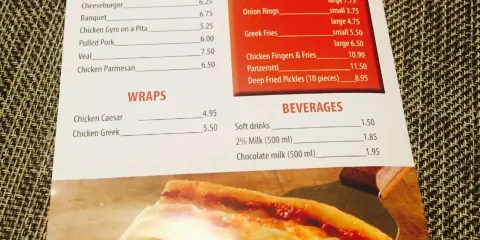 Cheeseburger 6.25
Banquet 6.75
Chicken Gyro on a Pita 5.25
Pulled Pork 6.00
Veal 7.50
Chicken Parmesan 6.50
WRAPS
Chicken Caesar 4.95
Chicken Greek 5.50
large 7.75
Onion Rings small 3.75
large 4.75
Greek Fries small 5.50
large 6.50
Chicken Fingers & Fries 10.90
Panzerotti 11.50
Deep Fried Pickles (10 pieces) 8.95
BEVERAGES
Soft drinks 1.50
2% Milk (500 ml) 1.85
Chocolate milk (500 ml) 1.95